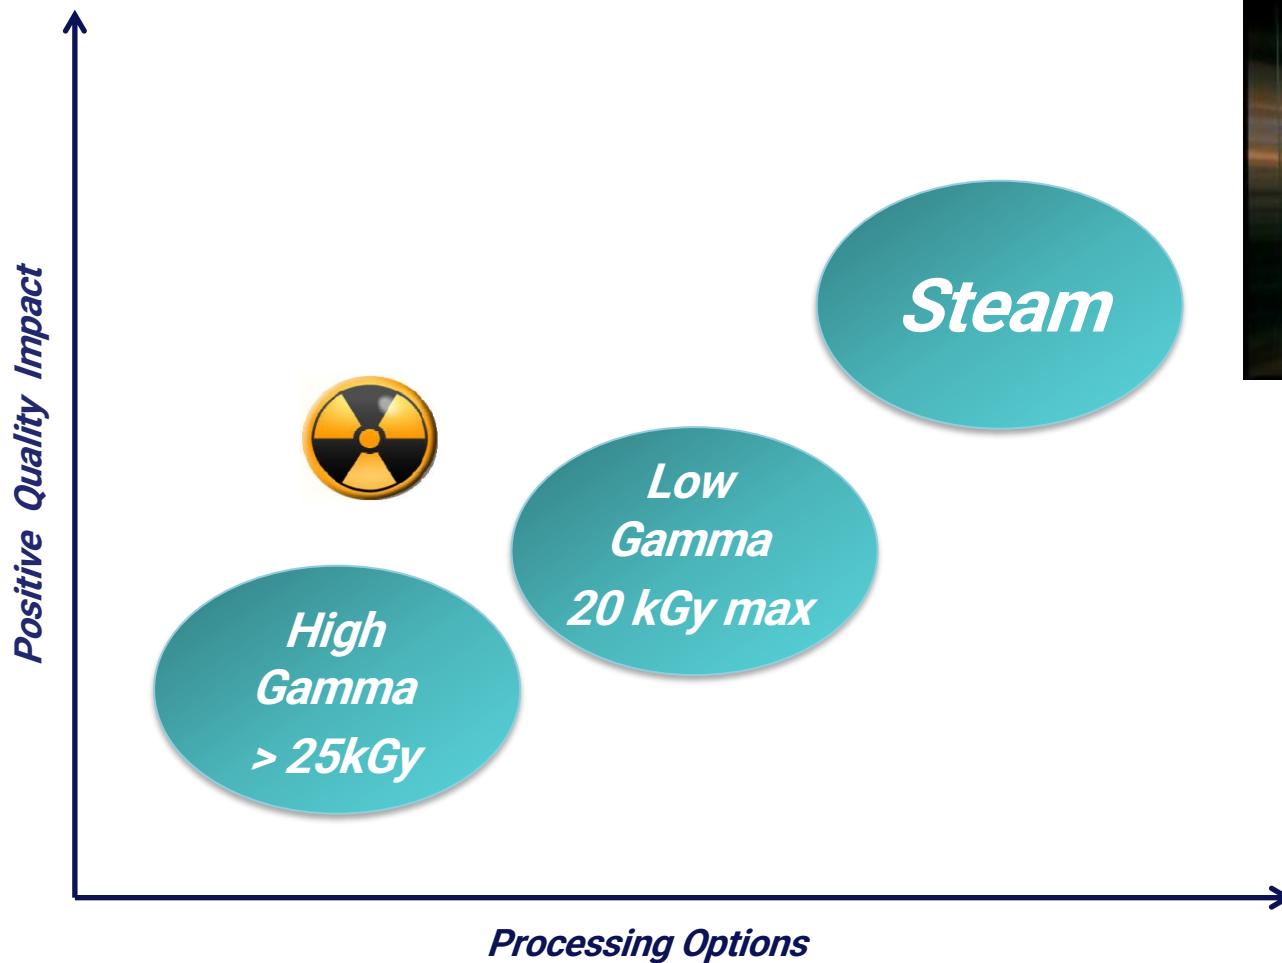 Positive Quality Impact
Steam
Low
Gamma
20 kGy max
High
Gamma
> 25kGy
Processing Options